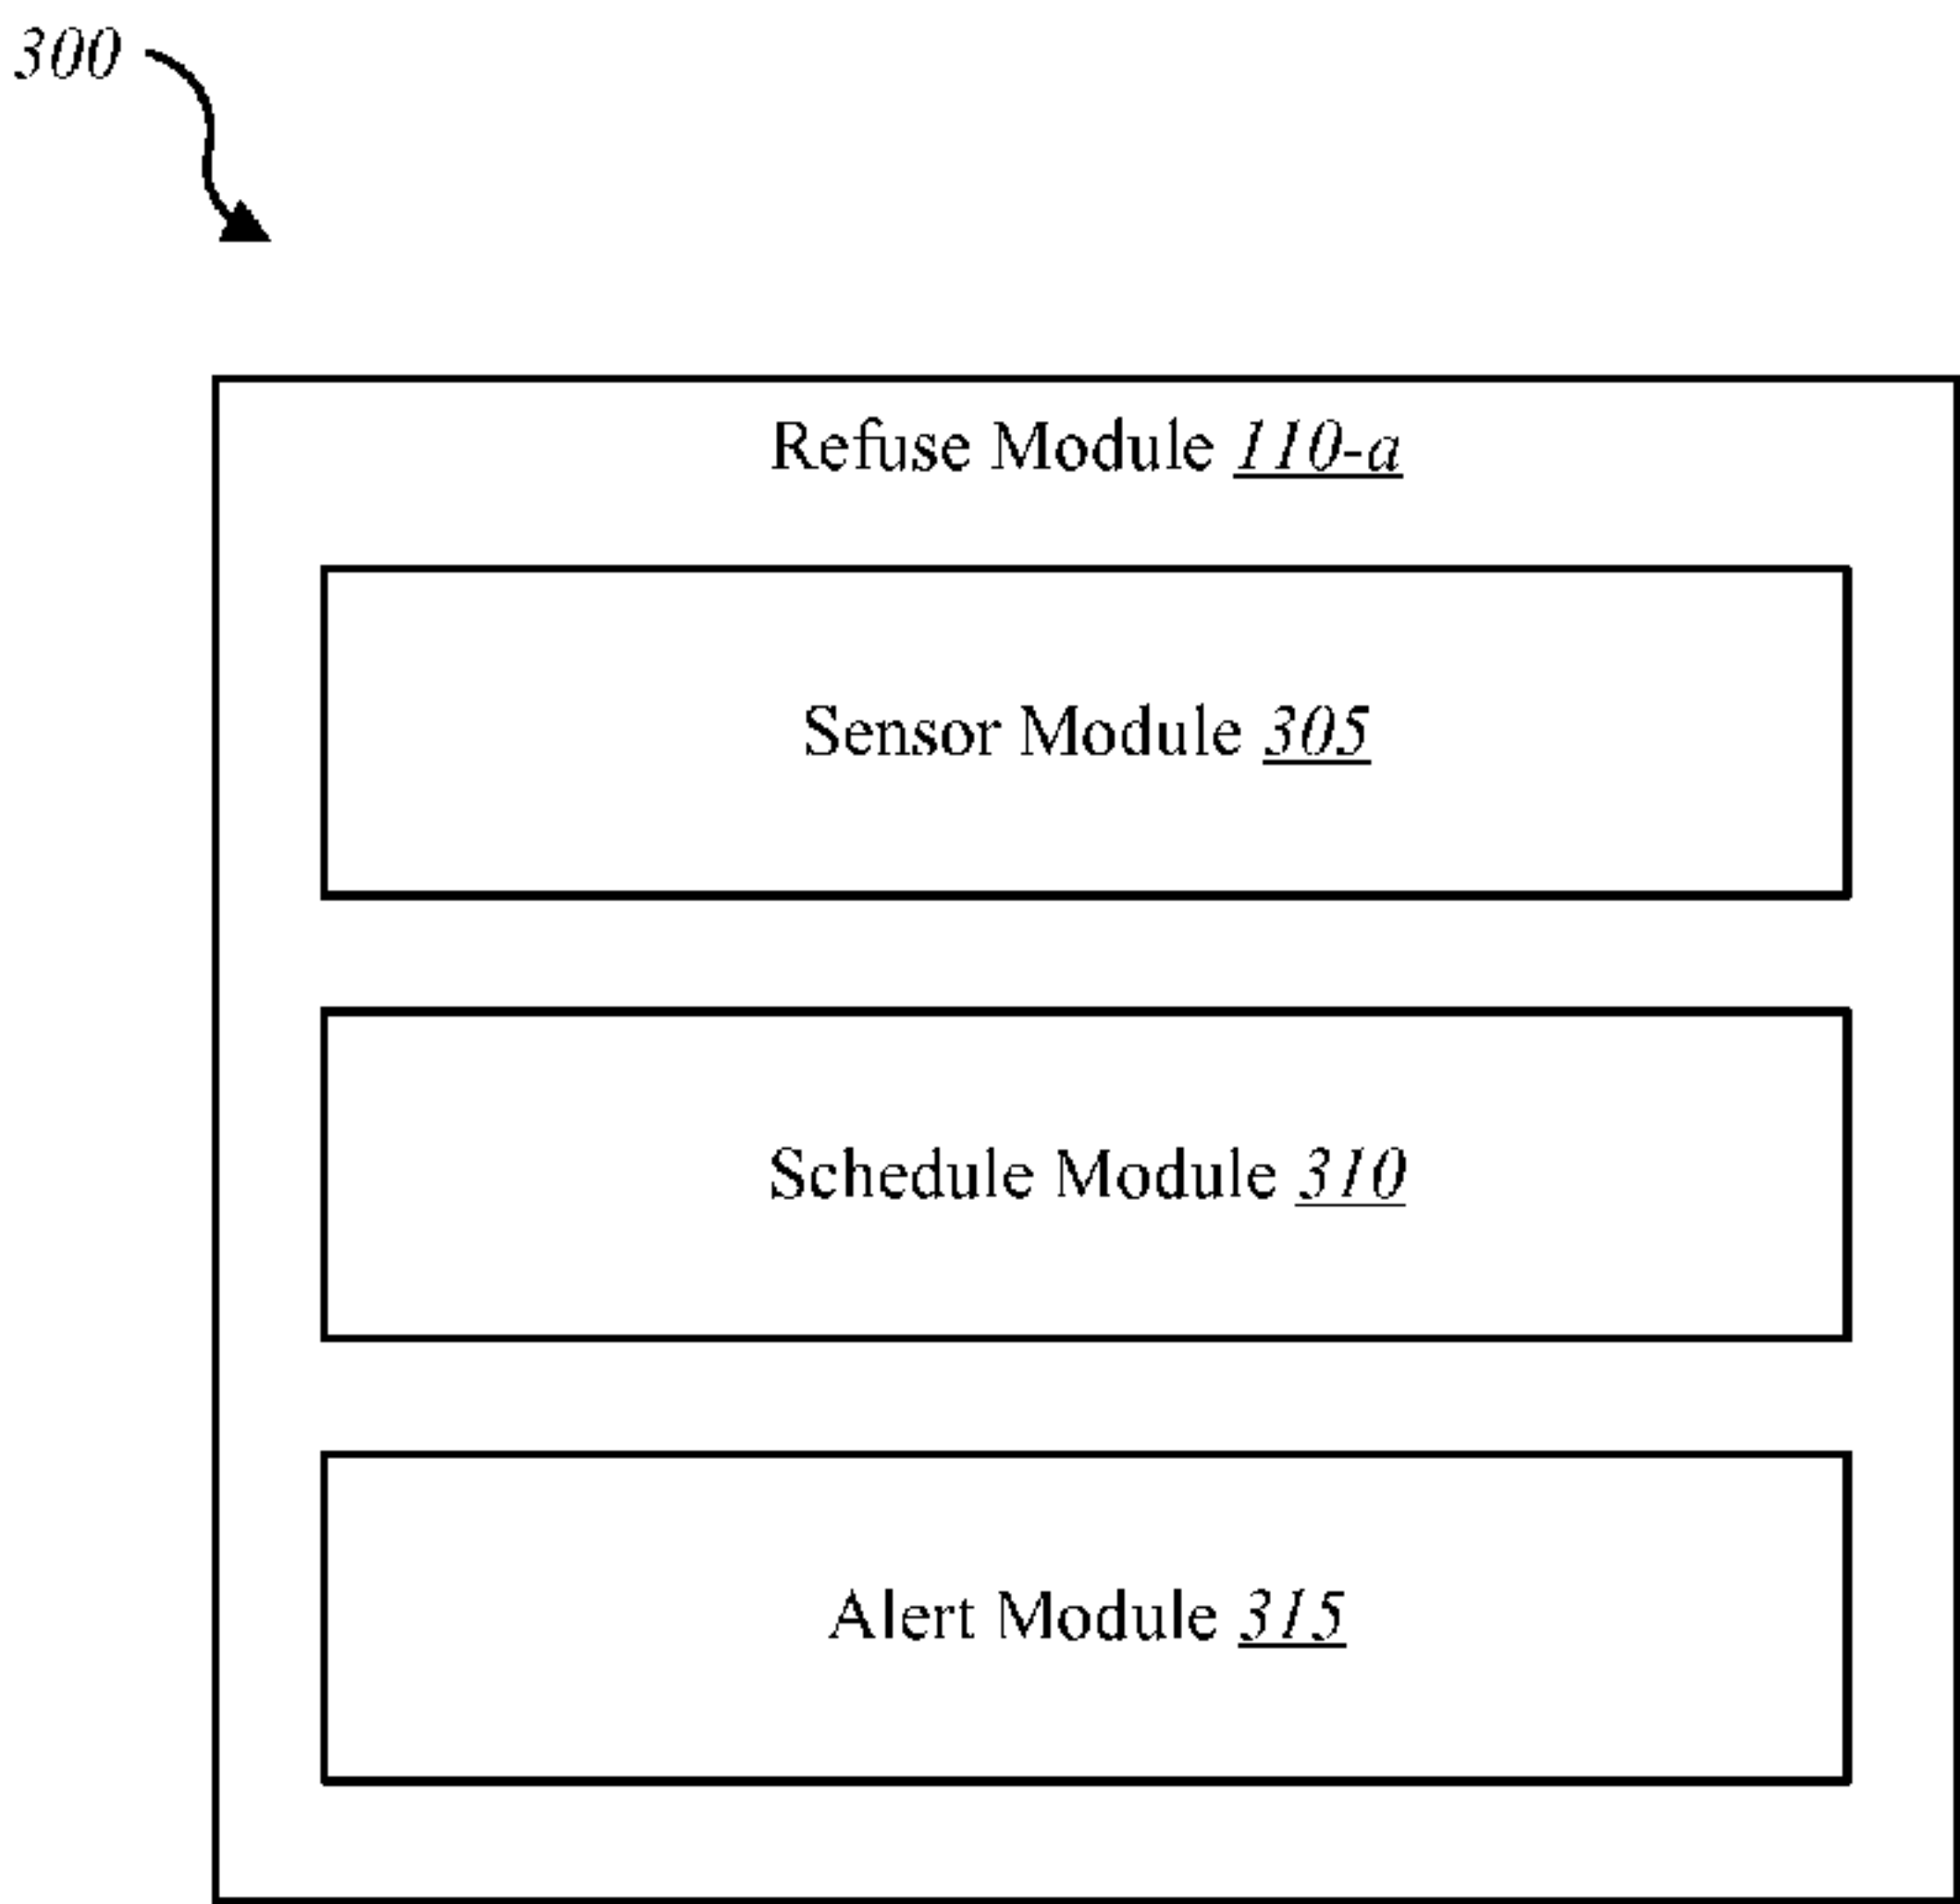 300
Refuse Module 110-a
Sensor Module 305
Schedule Module 310
Alert Module 315